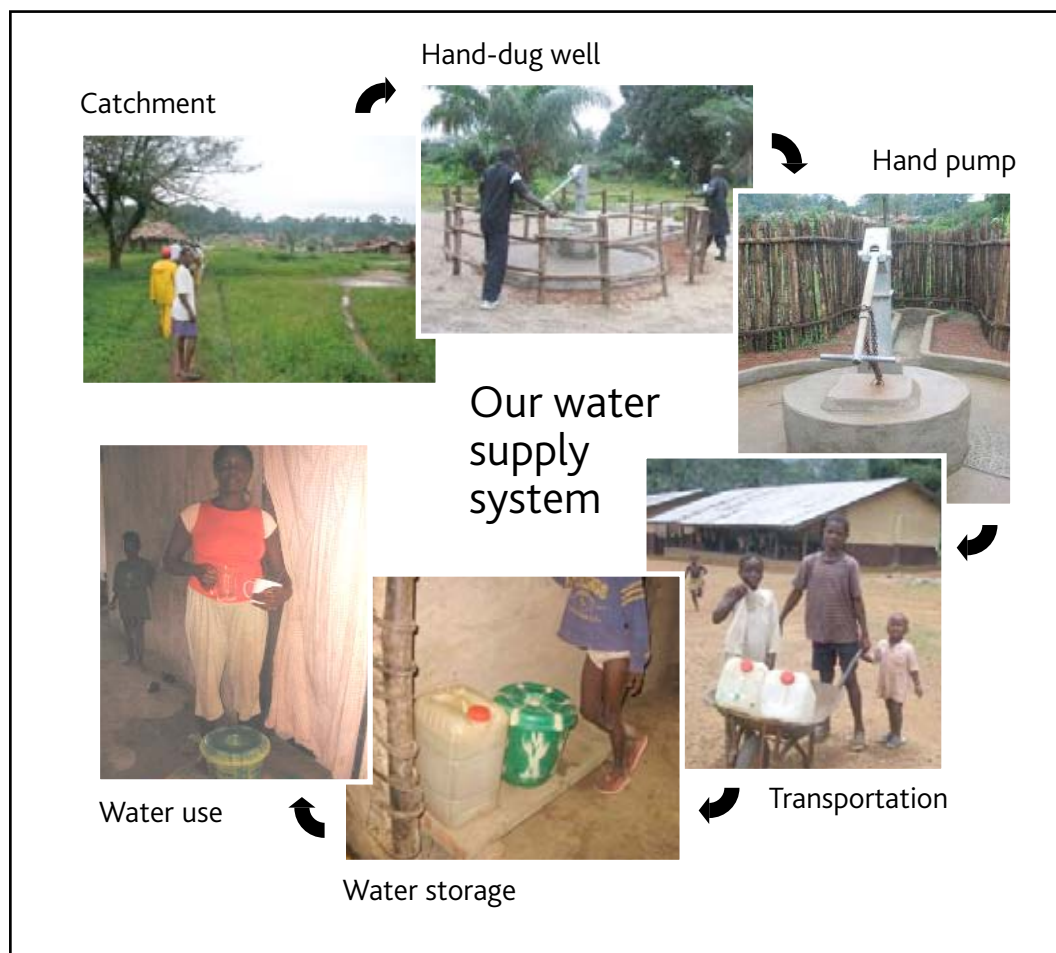 Hand-dug well
Catchment
Hand pump
Our water
supply
system
Transportation
Water use
Water storage